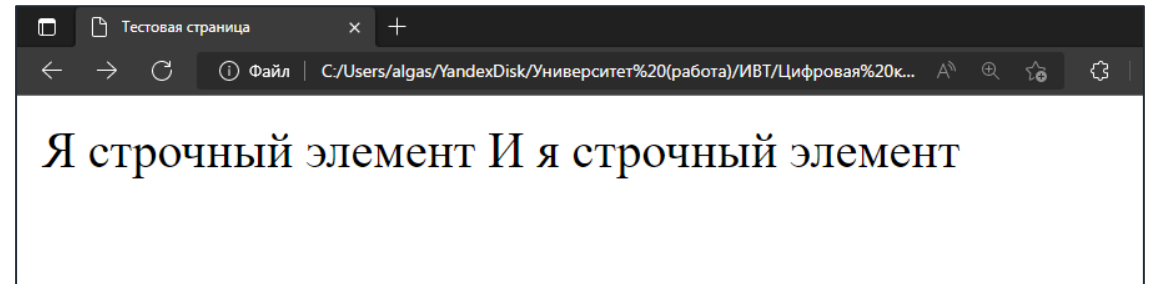 Тестовая страница
Файл C:/Users/algas/YandexDisk/Университет%20(работа)/ИВТ/Цифровая%20к...
Я строчный элемент И я строчный элемент